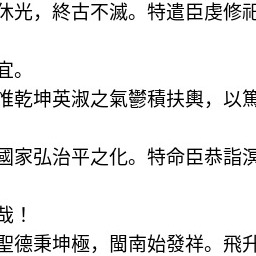 休光，終古不滅。特遣臣虔修祀
宜。
惟乾坤英淑之氣鬱積扶輿，以篤
國家弘治平之化。特命臣恭詣溟
哉！
聖德秉坤極，閩南始發祥。飛升